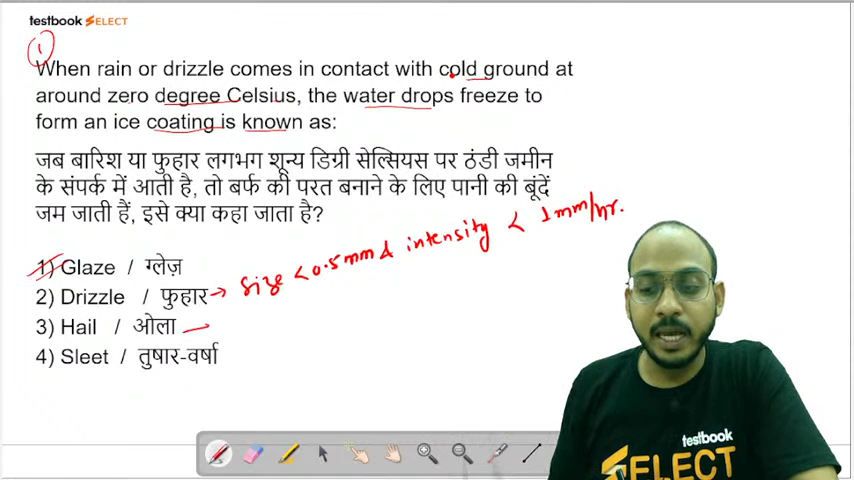 testbook SELECT
1
When rain or drizzle comes in contact with cold ground at
around zero degree Celsius, the water drops freeze to
form an ice coating is known as:
जब बारिश या फुहार लगभग शून्य डिग्री सेल्सियस पर ठंडी जमीन
के संपर्क में आती है, तो बर्फ की परत बनाने के लिए पानी की बूंदें
जम जाती हैं, इसे क्या कहा जाता है?
1) Glaze / ग्लेज़
2) Drizzle / फुहार → Size < 0.5mm & intensity < 1mm/hr.
3) Hail / ओला
4) Sleet / तुषार-वर्षा
testbook
SELECT